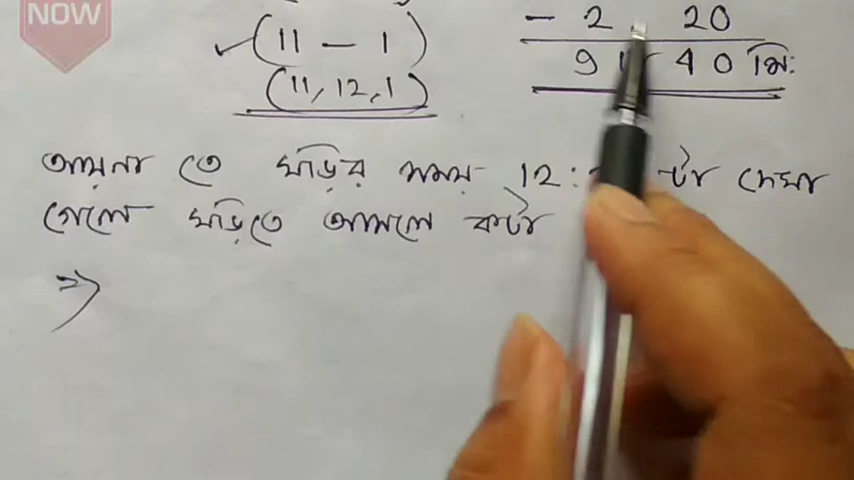 NOW
(11 — 1)
(11, 12, 1)
— 2 20
9 40 মি:
আয়না তে ঘড়ির সময় 12: টা দেখা
গেলে ঘড়িতে আসলে কটা
⇒